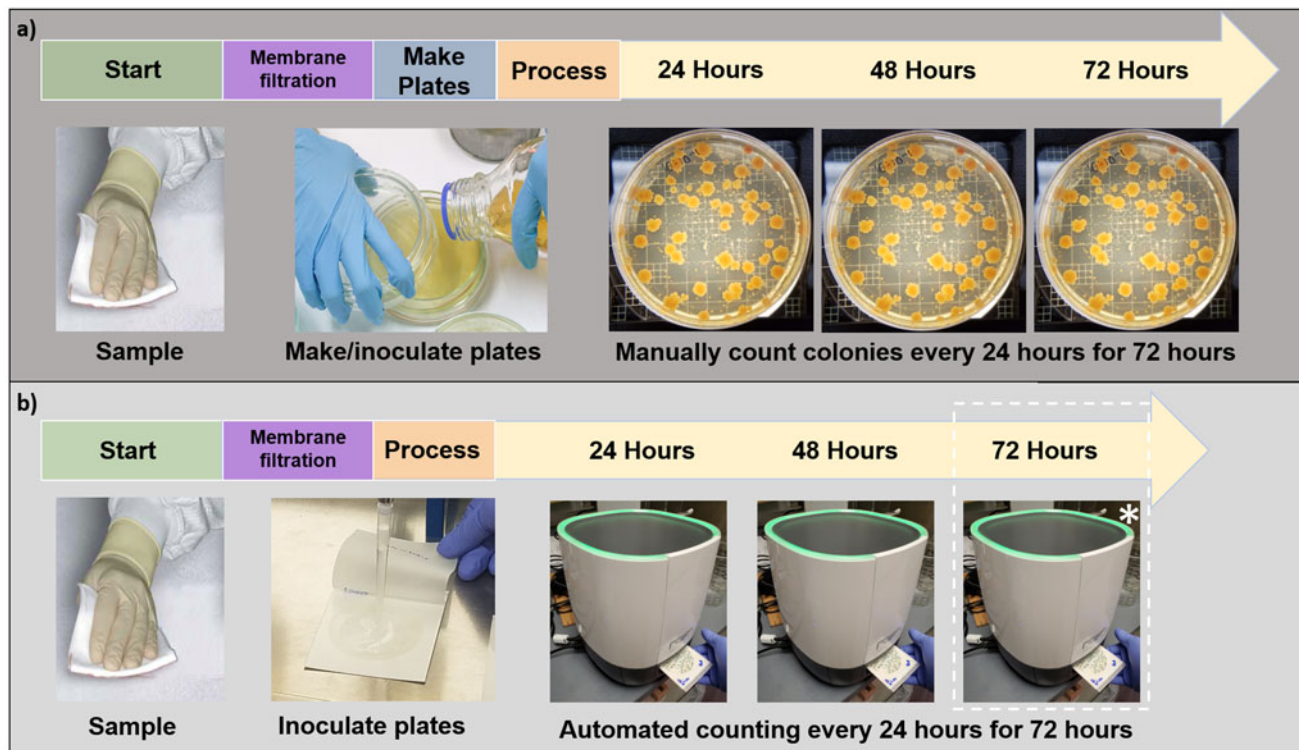 a)
Start
Membrane
filtration
Make
Plates
Process
24 Hours
48 Hours
72 Hours
Sample
Make/inoculate plates
Manually count colonies every 24 hours for 72 hours
b)
Start
Membrane
filtration
Process
24 Hours
48 Hours
72 Hours
*
Sample
Inoculate plates
Automated counting every 24 hours for 72 hours